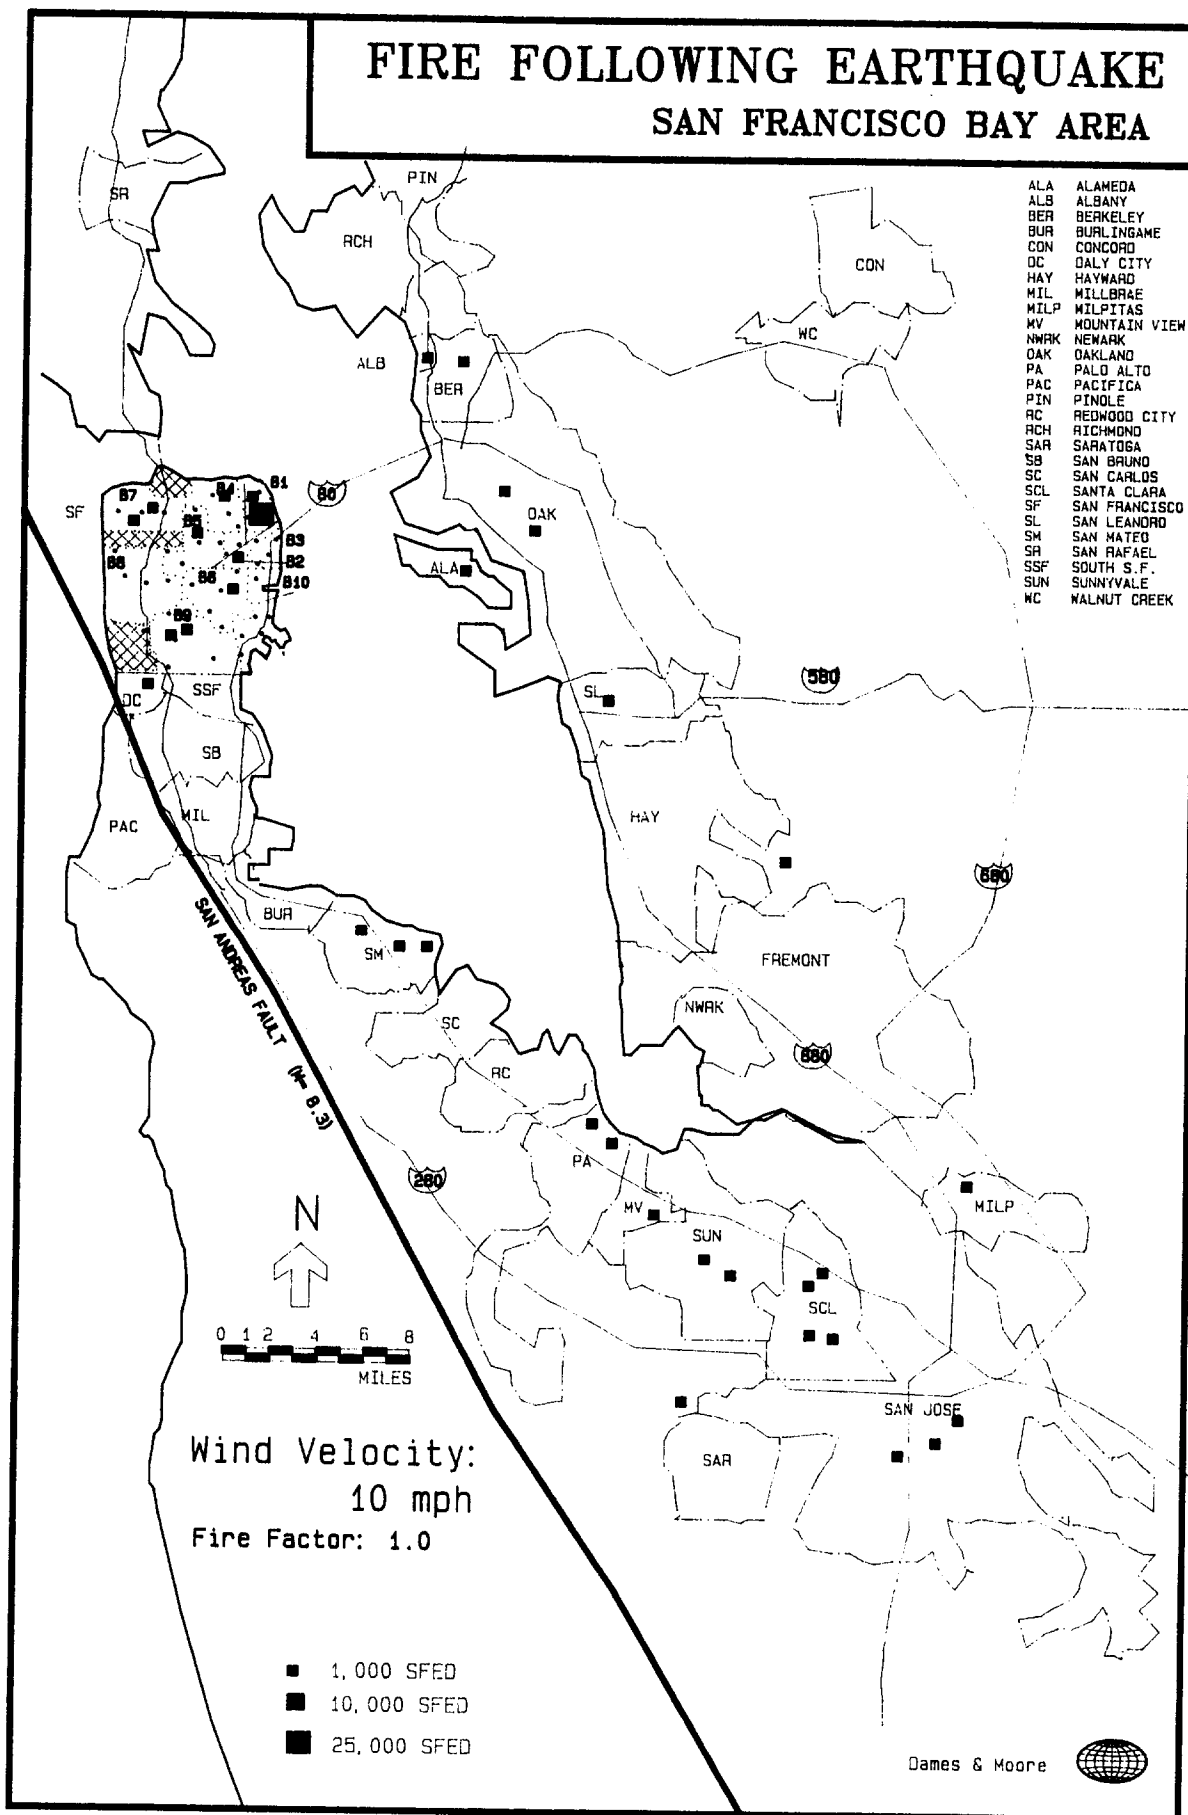 FIRE FOLLOWING EARTHQUAKE
SAN FRANCISCO BAY AREA
ALA ALAMEDA
ALB ALBANY
BER BERKELEY
BUR BURLINGAME
CON CONCORD
DC DALY CITY
HAY HAYWARD
MIL MILLBRAE
MILP MILPITAS
MV MOUNTAIN VIEW
NWRK NEWARK
OAK OAKLAND
PA PALO ALTO
PAC PACIFICA
PIN PINOLE
RC REDWOOD CITY
RCH RICHMOND
SAR SARATOGA
SB SAN BRUNO
SC SAN CARLOS
SCL SANTA CLARA
SF SAN FRANCISCO
SL SAN LEANDRO
SM SAN MATEO
SR SAN RAFAEL
SSF SOUTH S.F.
SUN SUNNYVALE
WC WALNUT CREEK
PIN
SR
RCH
CON
WC
ALB
BER
B7
B4
B1
80
SF
B5
OAK
B3
B8
B2
ALA
B6
B10
B9
580
DC
SSF
SL
SB
MIL
HAY
PAC
680
BUR
SAN ANDREAS FAULT (M= 8.3)
SM
FREMONT
NWRK
SC
880
RC
PA
280
MV
MILP
N
SUN
SCL
0 1 2 4 6 8
MILES
SAN JOSE
SAR
Wind Velocity:
10 mph
Fire Factor: 1.0
1,000 SFED
10,000 SFED
25,000 SFED
Dames & Moore